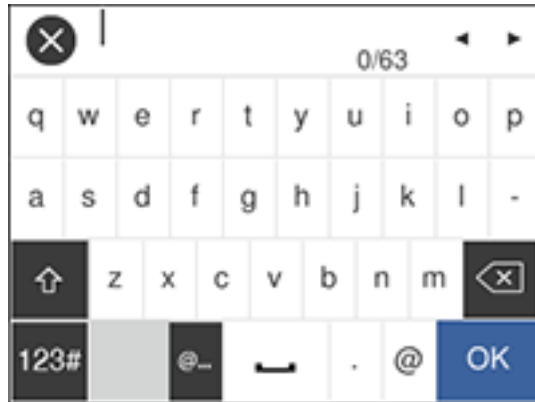 0/63
q w e r t y u i o p
a s d f g h j k l -
z x c v b n m
123# @... . @ OK